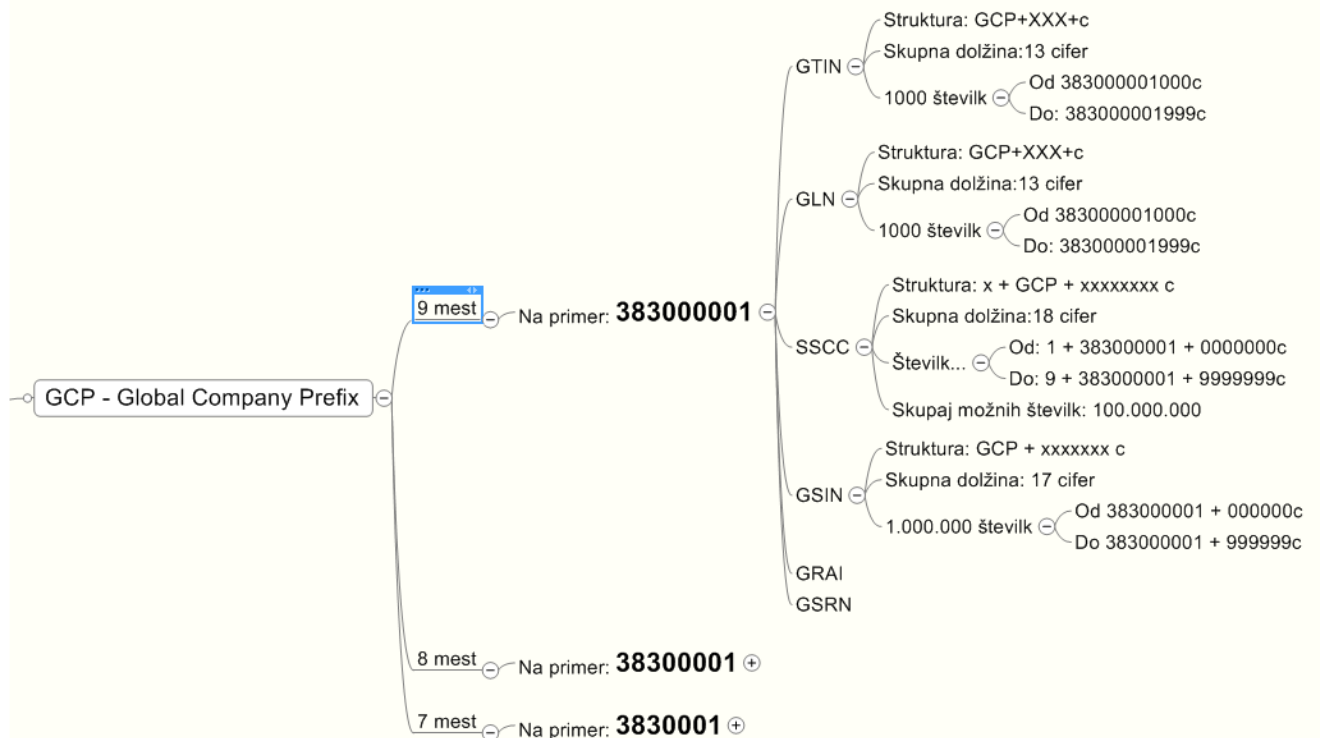 GCP - Global Company Prefix
9 mest
Na primer: 383000001
GTIN
Struktura: GCP+XXX+c
Skupna dolžina:13 cifer
1000 številk
Od 383000001000c
Do: 383000001999c
GLN
Struktura: GCP+XXX+c
Skupna dolžina:13 cifer
1000 številk
Od 383000001000c
Do: 383000001999c
SSCC
Struktura: x + GCP + xxxxxxxx c
Skupna dolžina:18 cifer
Številk...
Od: 1 + 383000001 + 0000000c
Do: 9 + 383000001 + 9999999c
Skupaj možnih številk: 100.000.000
GSIN
Struktura: GCP + xxxxxxx c
Skupna dolžina: 17 cifer
1.000.000 številk
Od 383000001 + 000000c
Do 383000001 + 999999c
GRAI
GSRN
8 mest
Na primer: 38300001
7 mest
Na primer: 3830001